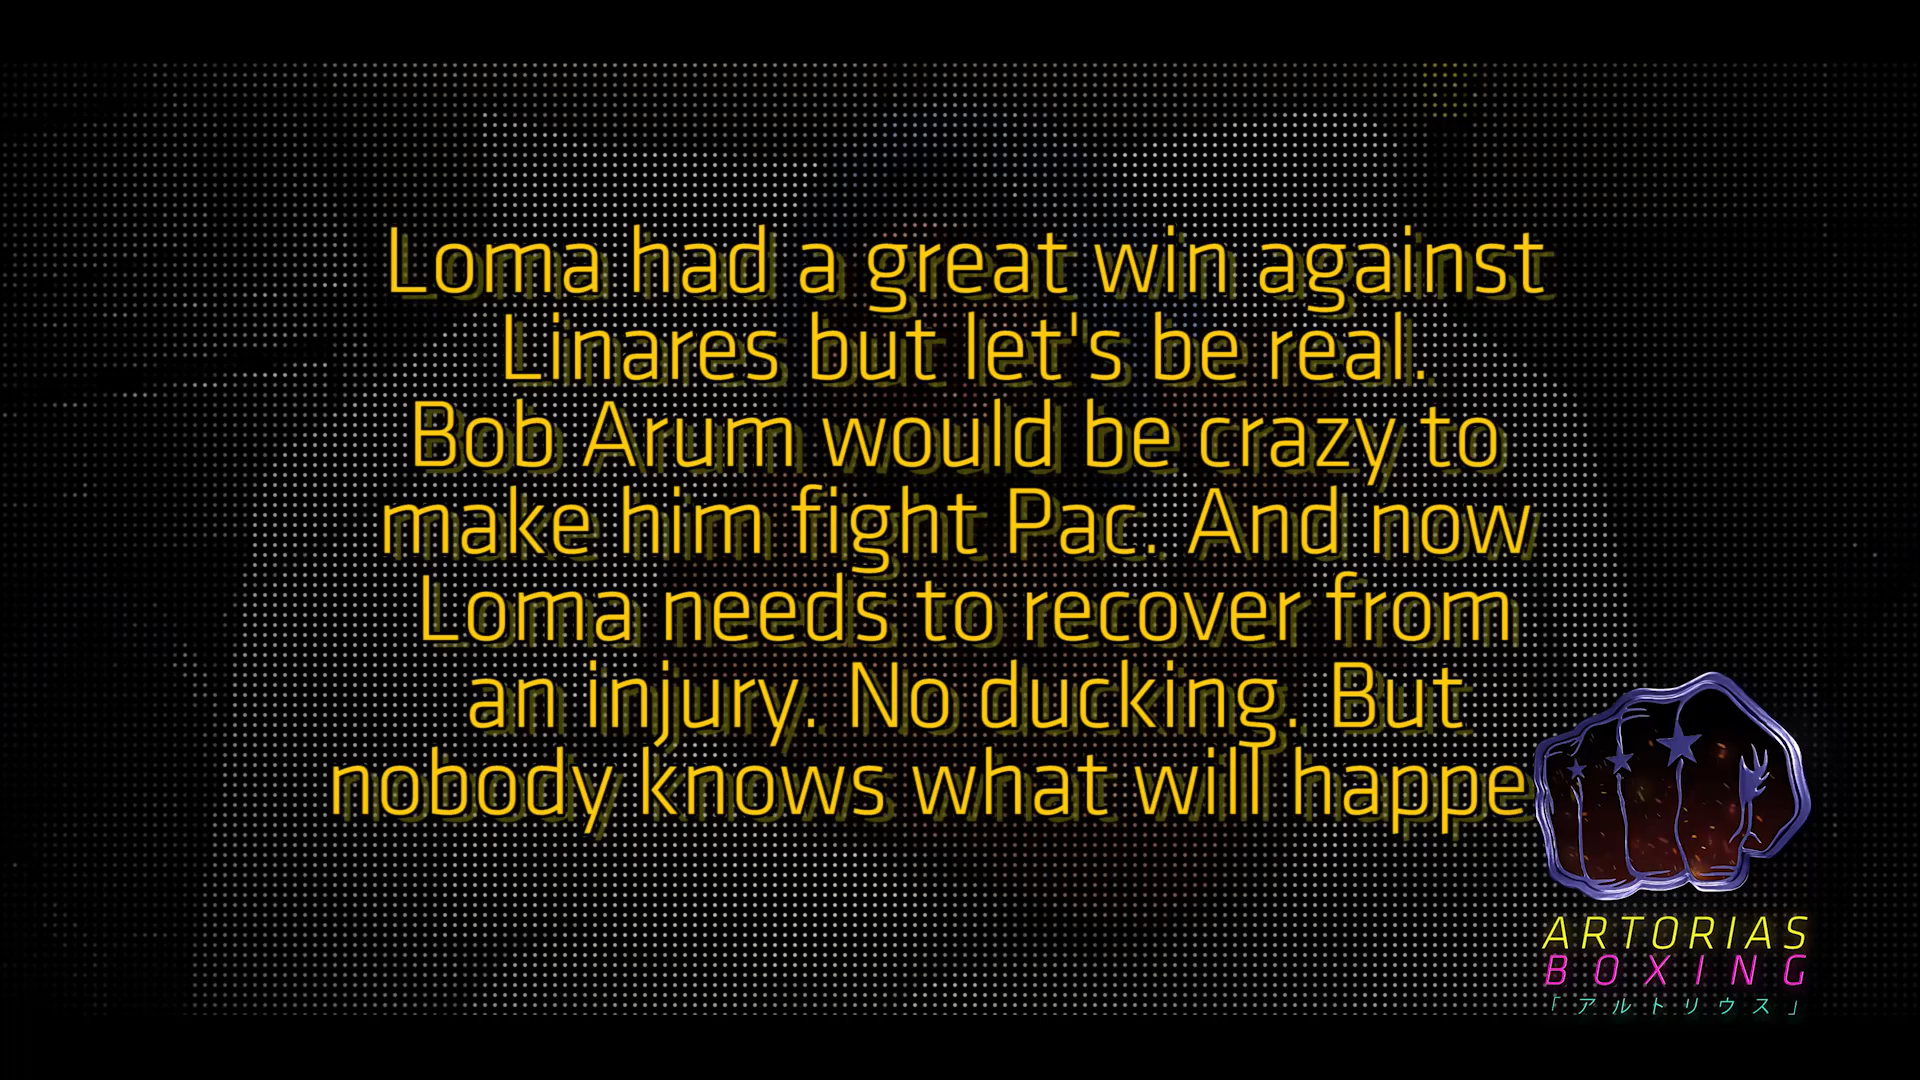 Loma had a great win against
Linares but let's be real.
Bob Arum would be crazy to
make him fight Pac. And now
Loma needs to recover from
an injury. No ducking. But
nobody knows what will happe
ARTORIAS
BOXING
「アルトリウス」